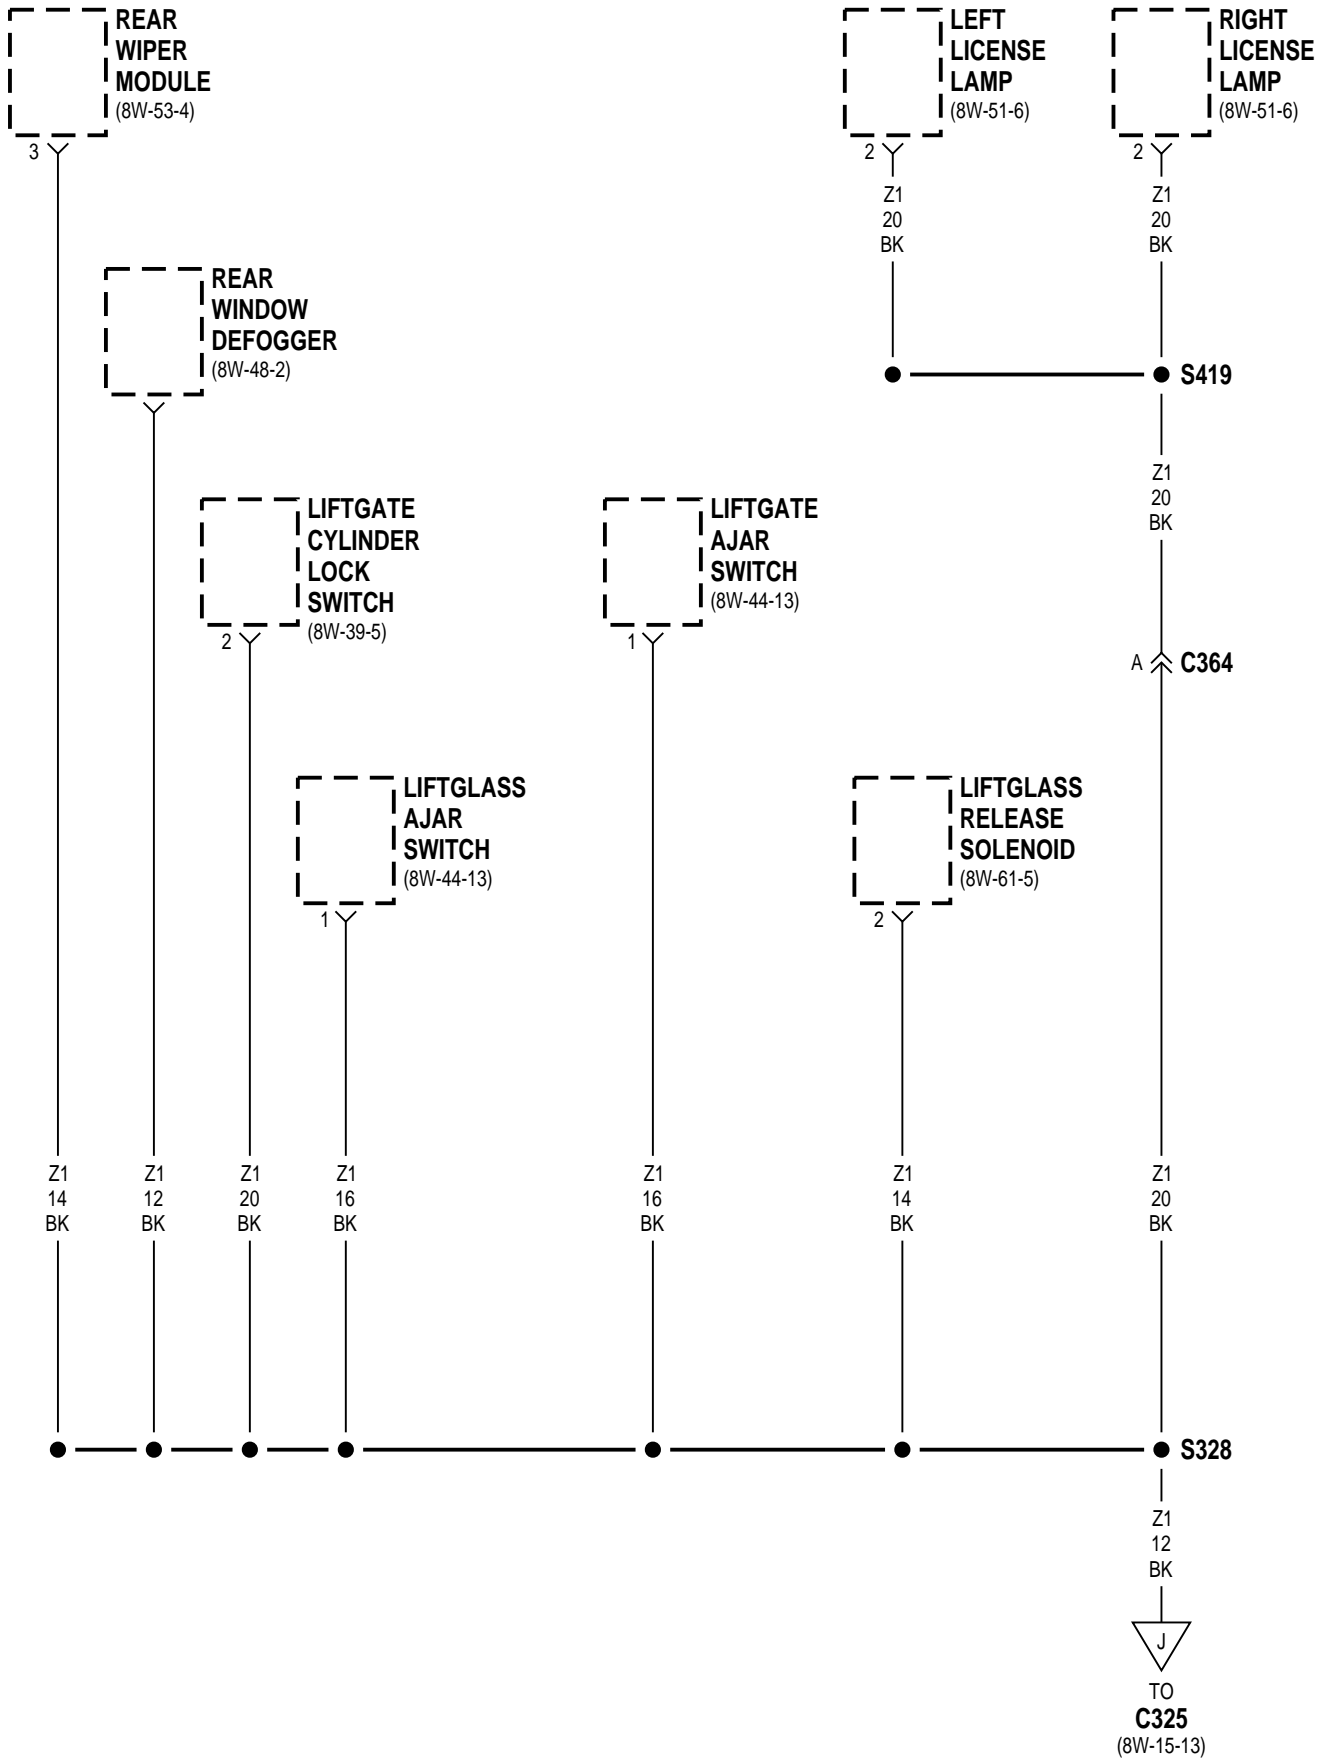 REAR
WIPER
MODULE
(8W-53-4)
3
LEFT
LICENSE
LAMP
(8W-51-6)
2
Z1
20
BK
RIGHT
LICENSE
LAMP
(8W-51-6)
2
Z1
20
BK
REAR
WINDOW
DEFOGGER
(8W-48-2)
S419
Z1
20
BK
LIFTGATE
CYLINDER
LOCK
SWITCH
(8W-39-5)
2
LIFTGATE
AJAR
SWITCH
(8W-44-13)
1
A
C364
LIFTGLASS
AJAR
SWITCH
(8W-44-13)
1
LIFTGLASS
RELEASE
SOLENOID
(8W-61-5)
2
Z1
14
BK
Z1
12
BK
Z1
20
BK
Z1
16
BK
Z1
16
BK
Z1
14
BK
Z1
20
BK
S328
Z1
12
BK
J
TO
C325
(8W-15-13)